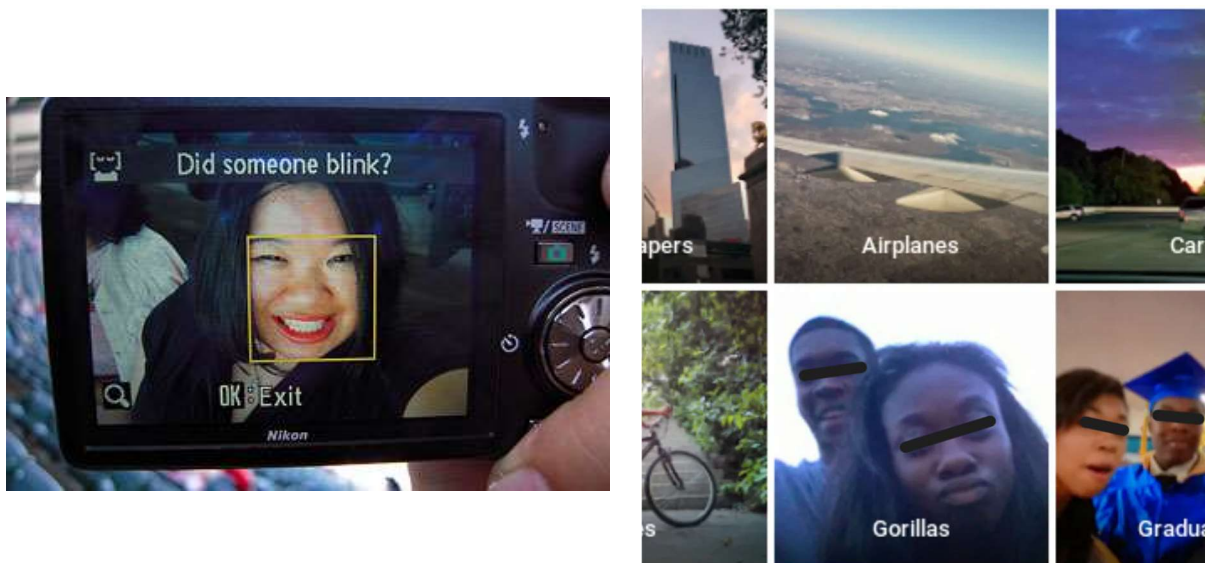 Did someone blink?
SCENE
OK:Exit
Nikon
apers
Airplanes
Car
s
Gorillas
Gradua